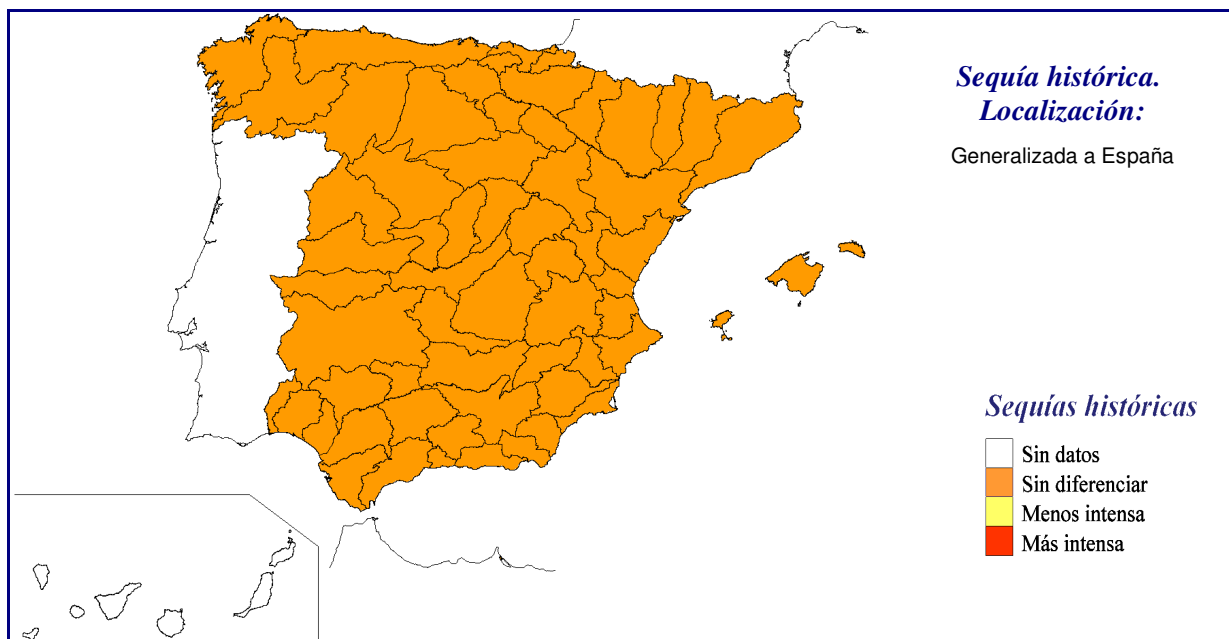 Sequía histórica.
Localización:
Generalizada a España
Sequías históricas
Sin datos
Sin diferenciar
Menos intensa
Más intensa